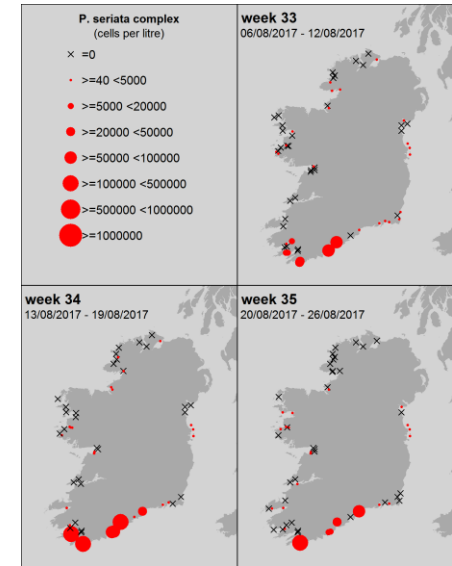 P. seriata complex
(cells per litre)
=0
>=40 <5000
>=5000 <20000
>=20000 <50000
>=50000 <100000
>=100000 <500000
>=500000 <1000000
>=1000000
week 33
06/08/2017 - 12/08/2017
week 34
13/08/2017 - 19/08/2017
week 35
20/08/2017 - 26/08/2017